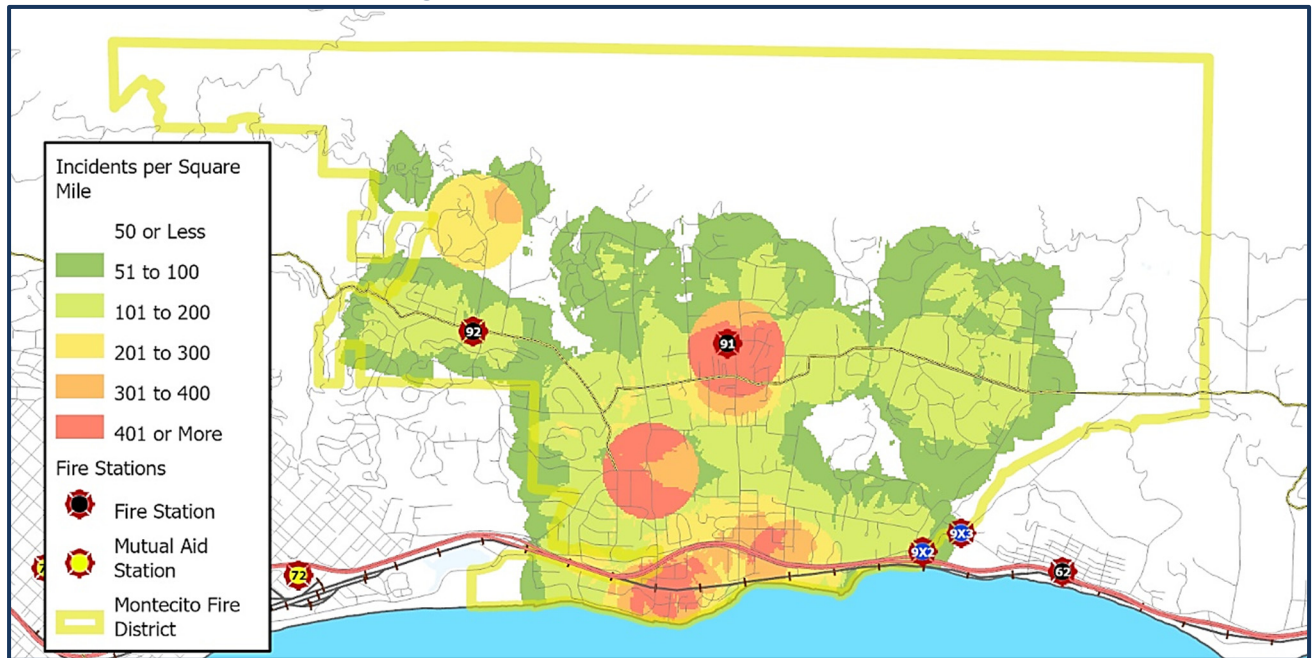 Incidents per Square
Mile
50 or Less
51 to 100
101 to 200
201 to 300
301 to 400
401 or More
Fire Stations
Fire Station
Mutual Aid
Station
Montecito Fire
District
92
91
9X3
9X2
62
72
7